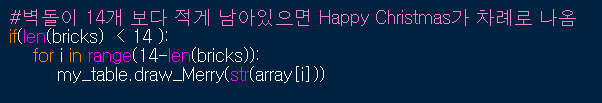 #벽돌이 14개 보다 적게 남아있으면 Happy Christmas가 차례로 나옴
if(len(bricks) < 14 ):
for i in range(14-len(bricks)):
my_table.draw_Merry(str(array[i]))